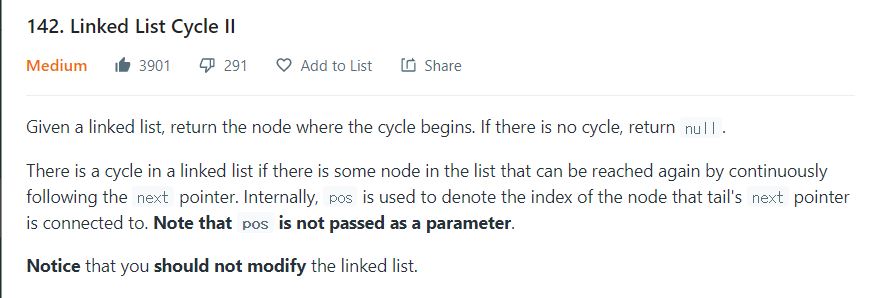 142. Linked List Cycle II
Medium 3901 291 Add to List Share
Given a linked list, return the node where the cycle begins. If there is no cycle, return null.
There is a cycle in a linked list if there is some node in the list that can be reached again by continuously
following the next pointer. Internally, pos is used to denote the index of the node that tail's next pointer
is connected to. Note that pos is not passed as a parameter.
Notice that you should not modify the linked list.